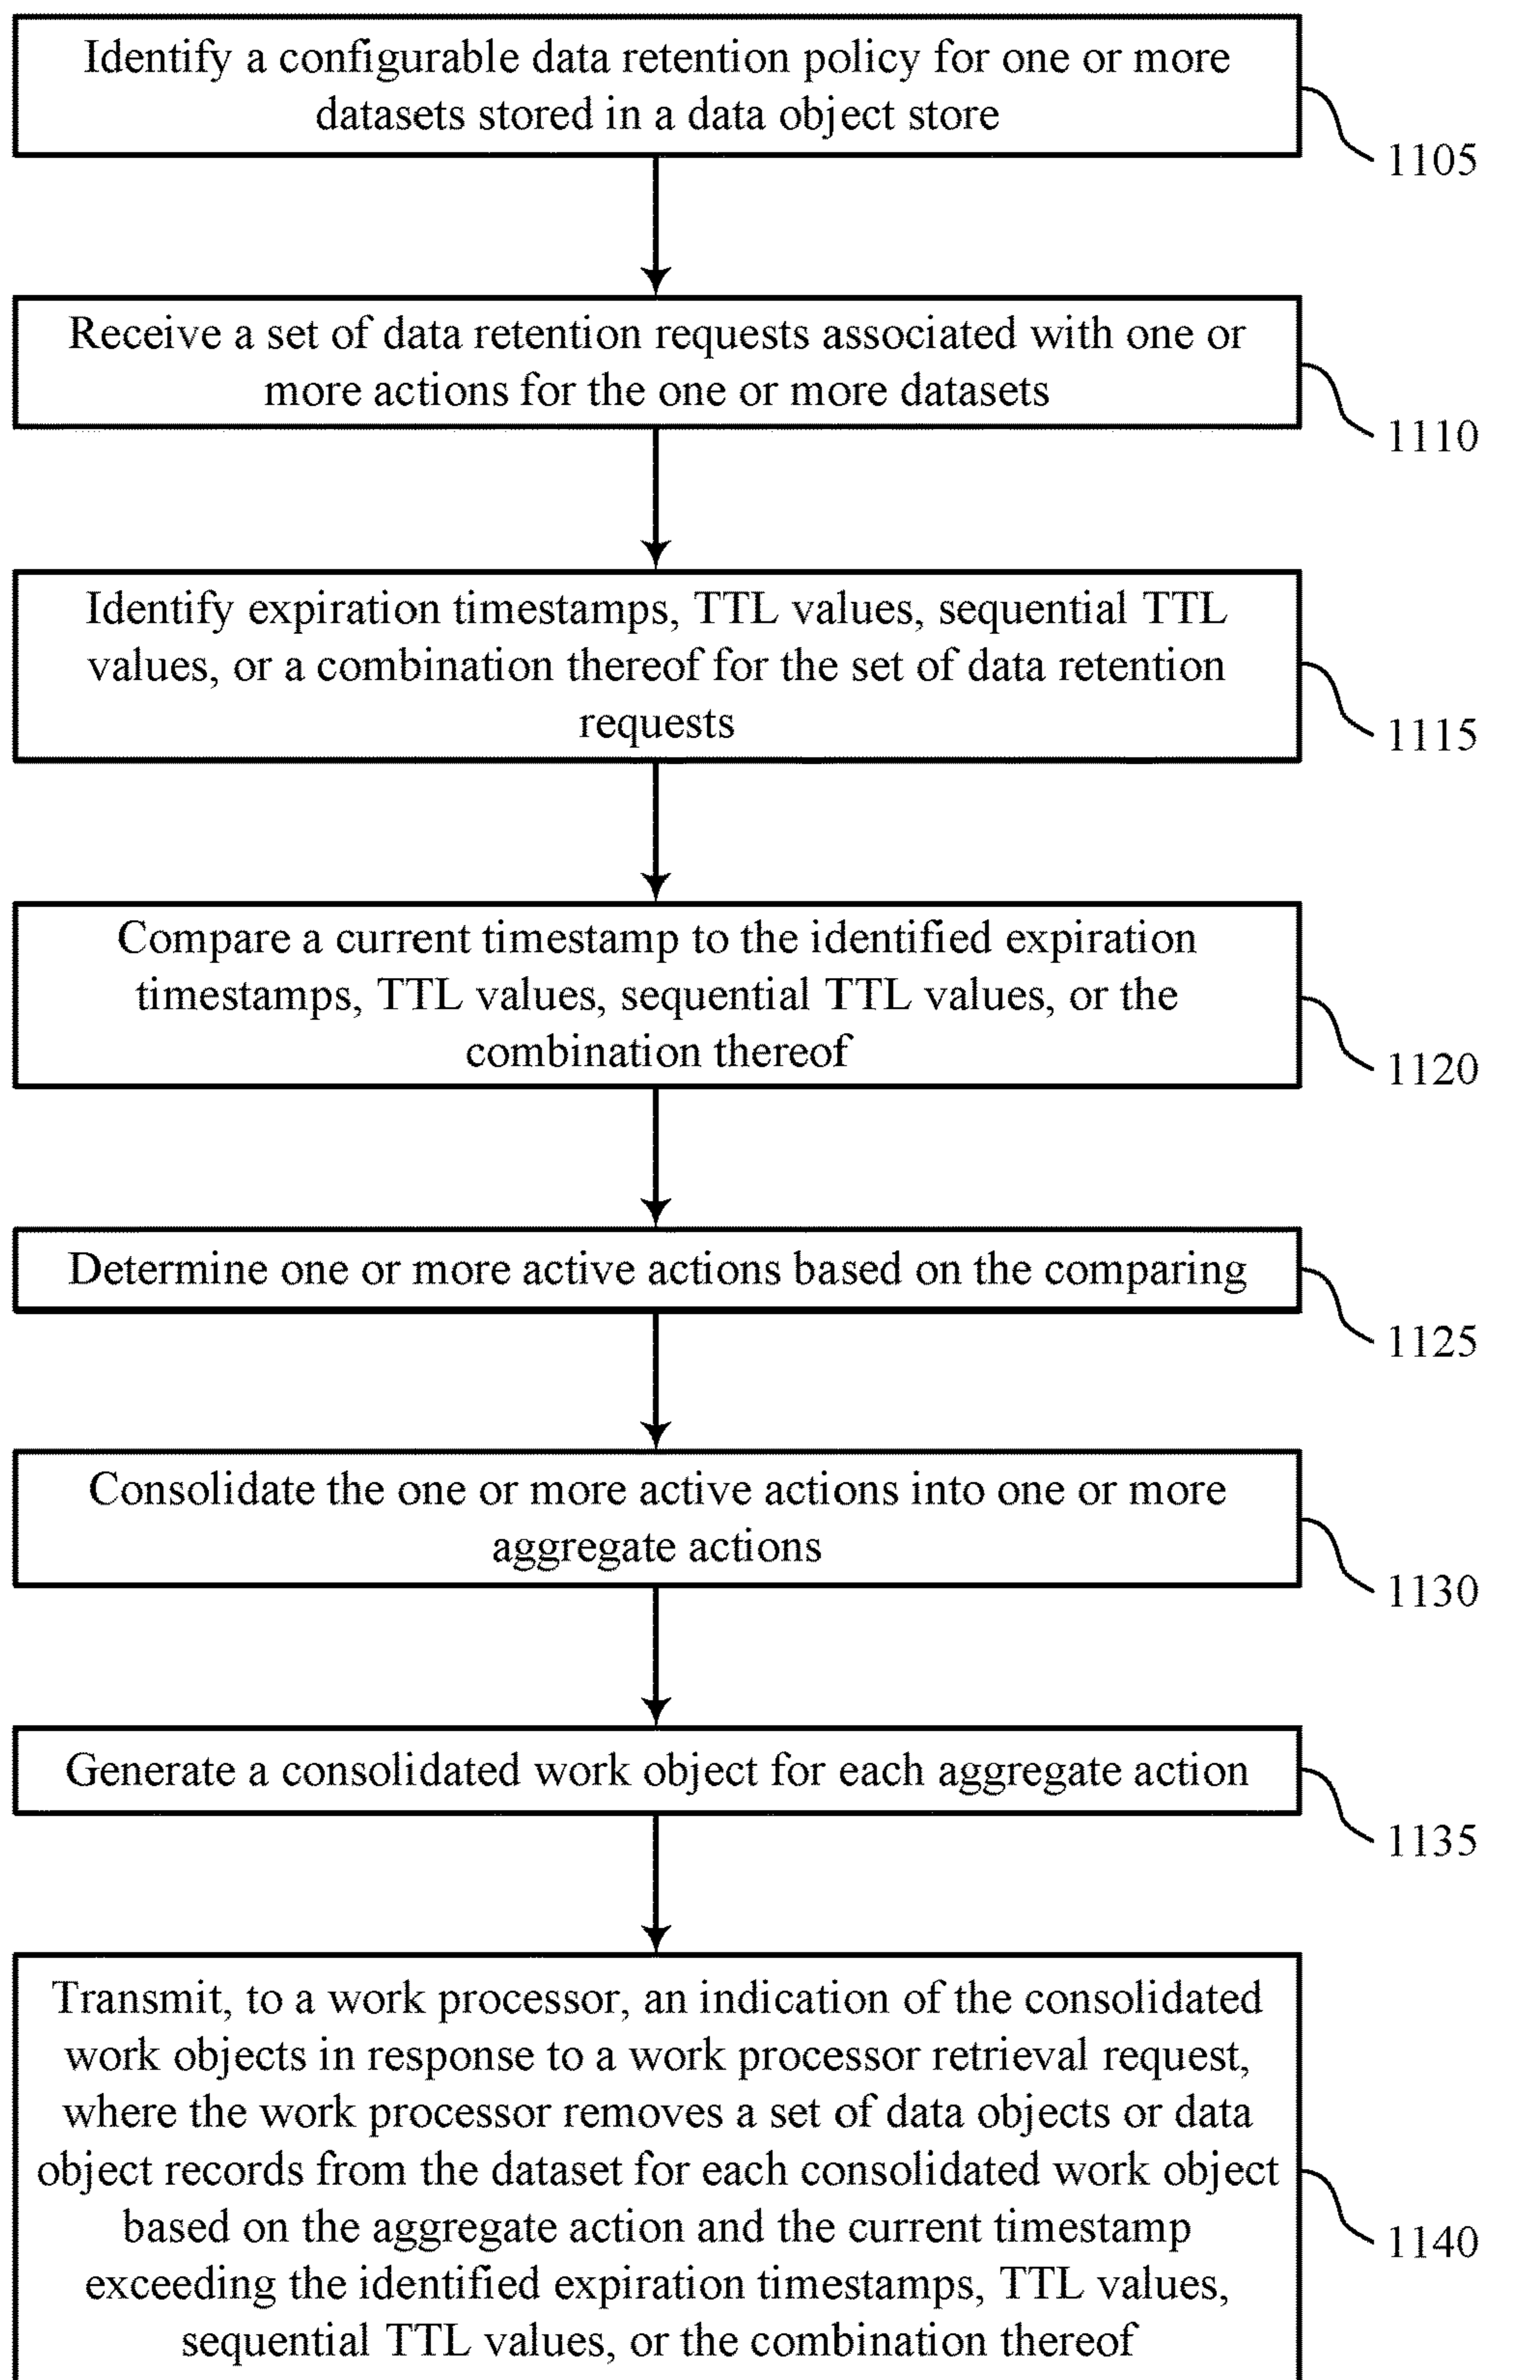 Identify a configurable data retention policy for one or more
datasets stored in a data object store
1105
Receive a set of data retention requests associated with one or
more actions for the one or more datasets
1110
Identify expiration timestamps, TTL values, sequential TTL
values, or a combination thereof for the set of data retention
requests
1115
Compare a current timestamp to the identified expiration
timestamps, TTL values, sequential TTL values, or the
combination thereof
1120
Determine one or more active actions based on the comparing
1125
Consolidate the one or more active actions into one or more
aggregate actions
1130
Generate a consolidated work object for each aggregate action
1135
Transmit, to a work processor, an indication of the consolidated
work objects in response to a work processor retrieval request,
where the work processor removes a set of data objects or data
object records from the dataset for each consolidated work object
based on the aggregate action and the current timestamp
exceeding the identified expiration timestamps, TTL values,
sequential TTL values, or the combination thereof
1140